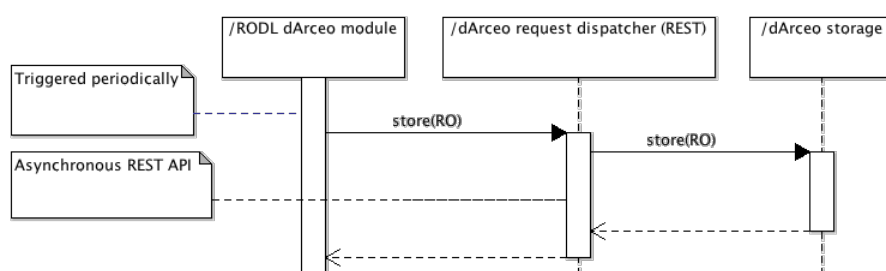 /RODL dArceo module
/dArceo request dispatcher (REST)
/dArceo storage
Triggered periodically
store(RO)
store(RO)
Asynchronous REST API